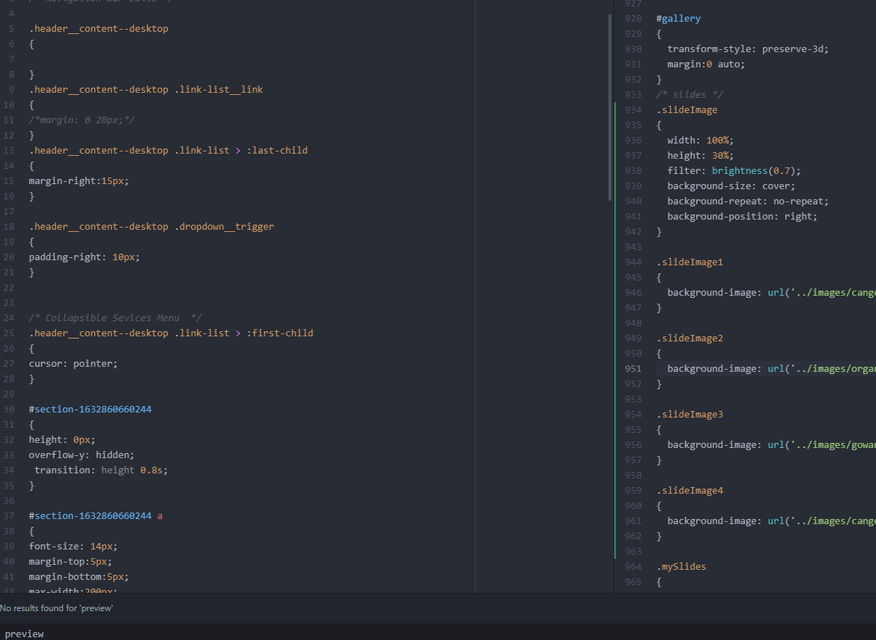 4
5 .header__content--desktop
6 {
7
8 }
9 .header__content--desktop .link-list__link
10 {
11 /*margin: 0 20px;*/
12 }
13 .header__content--desktop .link-list > :last-child
14 {
15 margin-right:15px;
16 }
17
18 .header__content--desktop .dropdown__trigger
19 {
20 padding-right: 10px;
21 }
22
23
24 /* Collapsible Sevices Menu  */
25 .header__content--desktop .link-list > :first-child
26 {
27 cursor: pointer;
28 }
29
30 #section-1632860660244
31 {
32 height: 0px;
33 overflow-y: hidden;
34  transition: height 0.8s;
35 }
36
37 #section-1632860660244 a
38 {
39 font-size: 14px;
40 margin-top:5px;
41 margin-bottom:5px;
42 max-width:200px;
927
928 #gallery
929 {
930   transform-style: preserve-3d;
931   margin:0 auto;
932 }
933 /* slides */
934 .slideImage
935 {
936   width: 100%;
937   height: 30%;
938   filter: brightness(0.7);
939   background-size: cover;
940   background-repeat: no-repeat;
941   background-position: right;
942 }
943
944 .slideImage1
945 {
946   background-image: url('../images/cang
947 }
948
949 .slideImage2
950 {
951   background-image: url('../images/orga
952 }
953
954 .slideImage3
955 {
956   background-image: url('../images/gowa
957 }
958
959 .slideImage4
960 {
961   background-image: url('../images/cang
962 }
963
964 .mySlides
965 {
No results found for 'preview'
preview